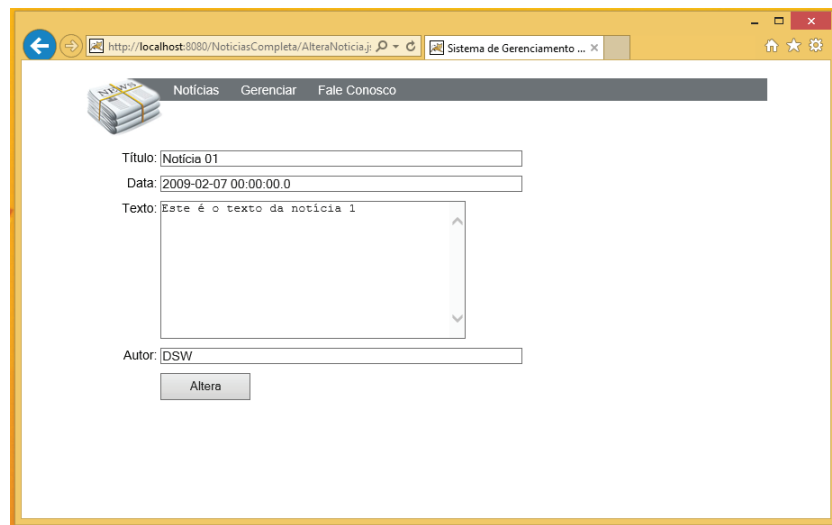 http://localhost:8080/NoticiasCompleta/AlteraNoticia.j
Sistema de Gerenciamento ...
NEWS
Notícias Gerenciar Fale Conosco
Título: Notícia 01
Data: 2009-02-07 00:00:00.0
Texto: Este é o texto da notícia 1
Autor: DSW
Altera